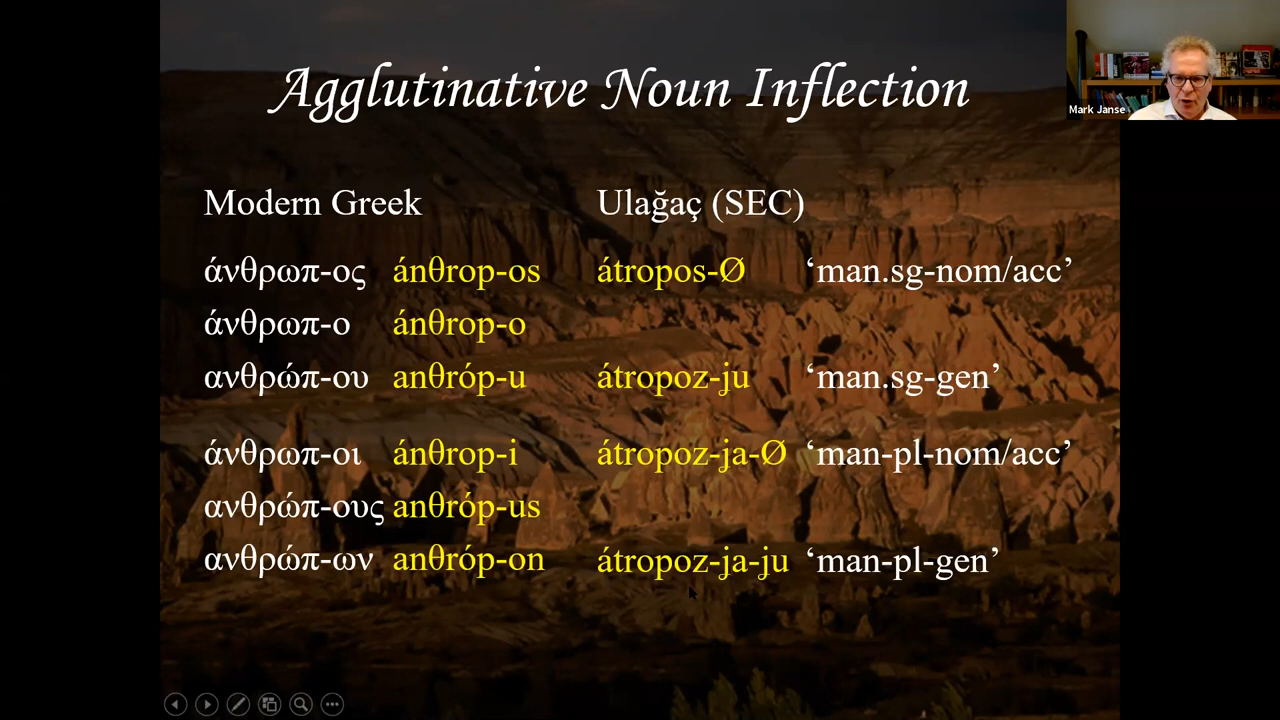 Agglutinative Noun Inflection
Mark Janse
Modern Greek Ulağaç (SEC)
άνθρωπ-ος ánθrop-os átropos-Ø ‘man.sg-nom/acc’
άνθρωπ-ο ánθrop-o
ανθρώπ-ου anθróp-u átropoz-ju ‘man.sg-gen’
άνθρωπ-οι ánθrop-i átropoz-ja-Ø ‘man-pl-nom/acc’
ανθρώπ-ους anθróp-us
ανθρώπ-ων anθróp-on átropoz-ja-ju ‘man-pl-gen’